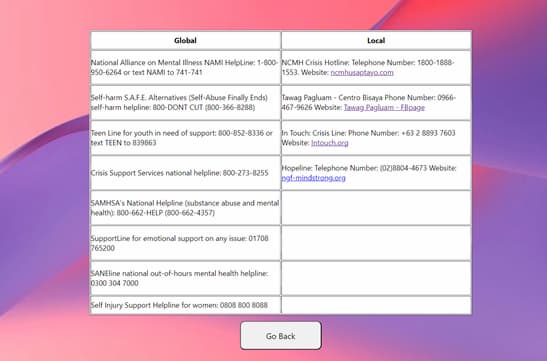 Global
Local
National Alliance on Mental Illness NAMI HelpLine: 1-800-
950-6264 or text NAMI to 741-741
NCMH Crisis Hotline: Telephone Number: 1800-1888-
1553. Website: ncmhusaptayo.com
Self-harm S.A.F.E. Alternatives (Self-Abuse Finally Ends)
self-harm helpline: 800-DONT CUT (800-366-8288)
Tawag Pagluam - Centro Bisaya Phone Number: 0966-
467-9626 Website: Tawag Pagluam - FBpage
Teen Line for youth in need of support: 800-852-8336 or
text TEEN to 839863
In Touch: Crisis Line: Phone Number: +63 2 8893 7603
Website: Intouch.org
Crisis Support Services national helpline: 800-273-8255
Hopeline: Telephone Number: (02)8804-4673 Website:
ngf-mindstrong.org
SAMHSA's National Helpline (substance abuse and mental
health): 800-662-HELP (800-662-4357)
SupportLine for emotional support on any issue: 01708
765200
SANEline national out-of-hours mental health helpline:
0300 304 7000
Self Injury Support Helpline for women: 0808 800 8088
Go Back